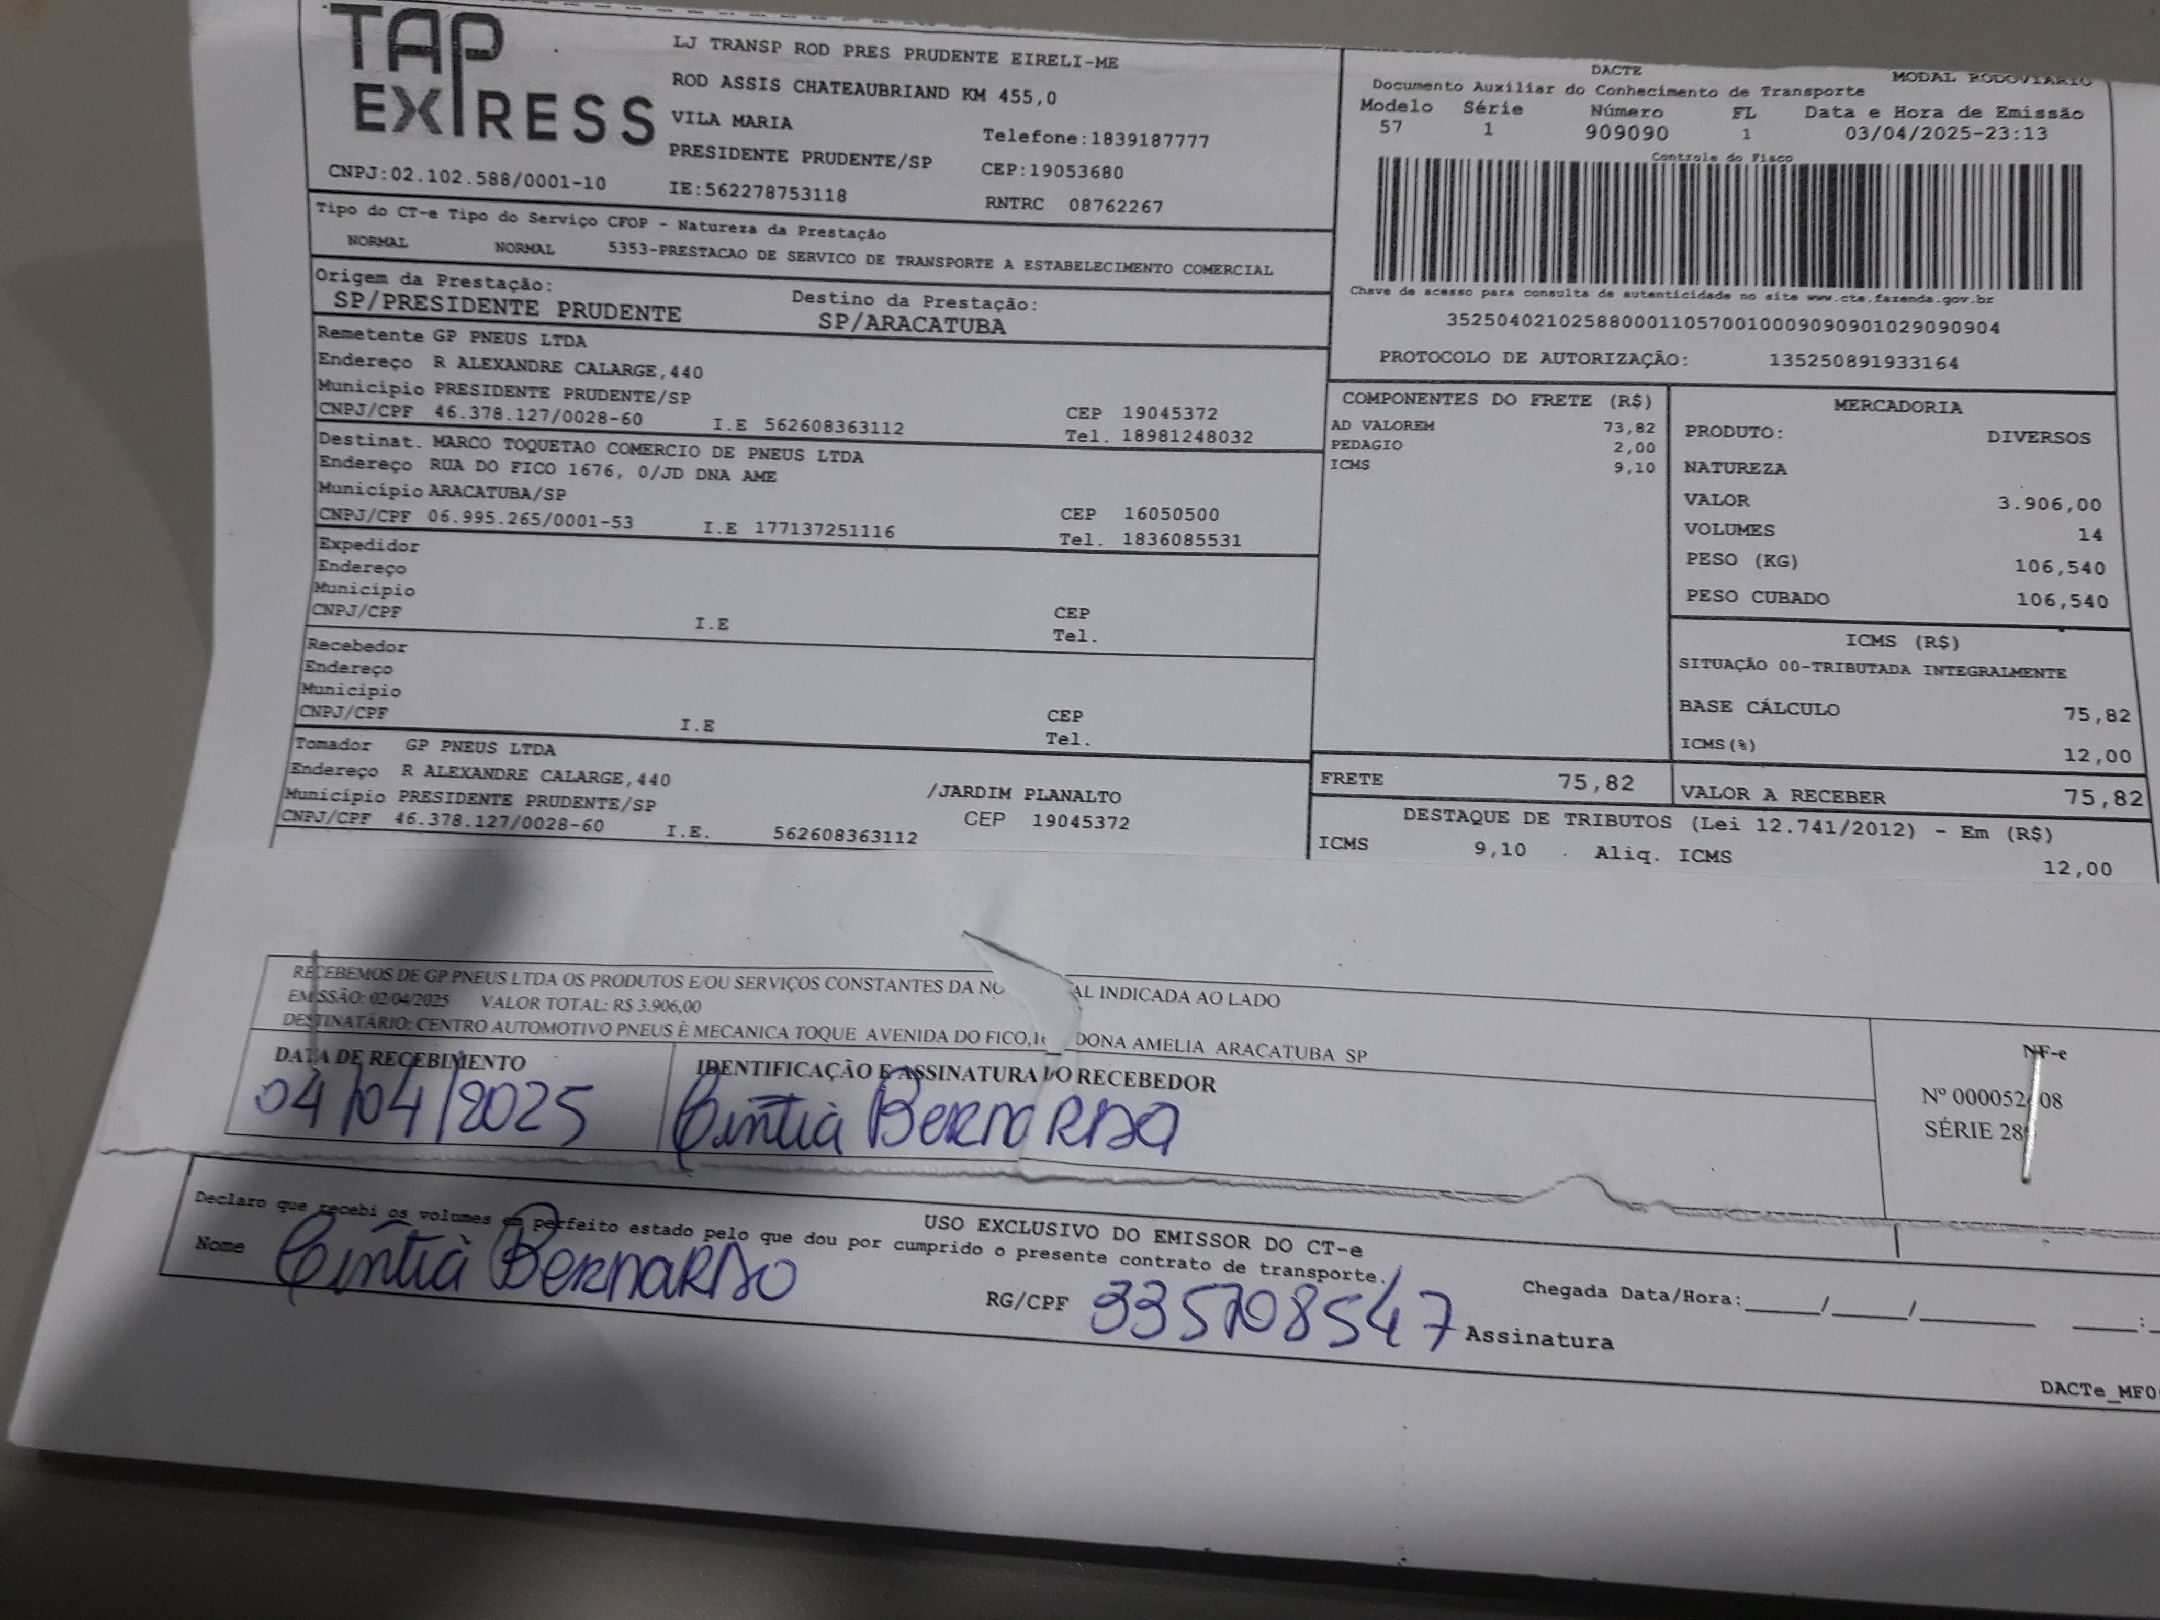 TAP EXPRESS
LJ TRANSP ROD PRES PRUDENTE EIRELI-ME
ROD ASSIS CHATEAUBRIAND KM 455,0
VILA MARIA
Telefone:1839187777
PRESIDENTE PRUDENTE/SP
CEP:19053680
CNPJ:02.102.588/0001-10
IE:562278753118
RNTRC 08762267
DACTE
MODAL RODOVIARIO
Documento Auxiliar do Conhecimento de Transporte
Modelo Série Número FL Data e Hora de Emissão
57 1 909090 1 03/04/2025-23:13
Controle do Fisco
Chave de acesso para consulta de autenticidade no site www.cte.fazenda.gov.br
35250402102588000110570010009090901029090904
PROTOCOLO DE AUTORIZAÇÃO: 135250891933164
Tipo do CT-e Tipo do Serviço CFOP - Natureza da Prestação
NORMAL NORMAL 5353-PRESTACAO DE SERVICO DE TRANSPORTE A ESTABELECIMENTO COMERCIAL
Origem da Prestação: Destino da Prestação:
SP/PRESIDENTE PRUDENTE SP/ARACATUBA
Remetente GP PNEUS LTDA
Endereço R ALEXANDRE CALARGE,440
Município PRESIDENTE PRUDENTE/SP CEP 19045372
CNPJ/CPF 46.378.127/0028-60 I.E 562608363112 Tel. 18981248032
Destinat. MARCO TOQUETAO COMERCIO DE PNEUS LTDA
Endereço RUA DO FICO 1676, 0/JD DNA AME
Município ARACATUBA/SP CEP 16050500
CNPJ/CPF 06.995.265/0001-53 I.E 177137251116 Tel. 1836085531
Expedidor
Endereço
Município CEP
CNPJ/CPF I.E Tel.
Recebedor
Endereço
Município CEP
CNPJ/CPF I.E Tel.
Tomador GP PNEUS LTDA
Endereço R ALEXANDRE CALARGE,440 /JARDIM PLANALTO
Município PRESIDENTE PRUDENTE/SP CEP 19045372
CNPJ/CPF 46.378.127/0028-60 I.E. 562608363112
COMPONENTES DO FRETE (R$)
AD VALOREM 73,82
PEDAGIO 2,00
ICMS 9,10
MERCADORIA
PRODUTO: DIVERSOS
NATUREZA
VALOR 3.906,00
VOLUMES 14
PESO (KG) 106,540
PESO CUBADO 106,540
ICMS (R$)
SITUAÇÃO 00-TRIBUTADA INTEGRALMENTE
BASE CÁLCULO 75,82
ICMS(%) 12,00
FRETE 75,82 VALOR A RECEBER 75,82
DESTAQUE DE TRIBUTOS (Lei 12.741/2012) - Em (R$)
ICMS 9,10 Aliq. ICMS 12,00
RECEBEMOS DE GP PNEUS LTDA OS PRODUTOS E/OU SERVIÇOS CONSTANTES DA AL INDICADA AO LADO
EMISSÃO: 02/04/2025 VALOR TOTAL: R$ 3.906,00
DESTINATÁRIO: CENTRO AUTOMOTIVO PNEUS E MECANICA TOQUE AVENIDA DO FICO, DONA AMELIA ARACATUBA SP
DATA DE RECEBIMENTO IDENTIFICAÇÃO E ASSINATURA DO RECEBEDOR
04/04/2025 Cintia Bernardo
NF-e
Nº
SÉRIE 28
USO EXCLUSIVO DO EMISSOR DO CT-e
Declaro que recebi os volumes em perfeito estado pelo que dou por cumprido o presente contrato de transporte.
Nome Cintia Bernardo RG/CPF 335708547 Assinatura
Chegada Data/Hora:_____/_____/________ ____:
DACTe_MF0